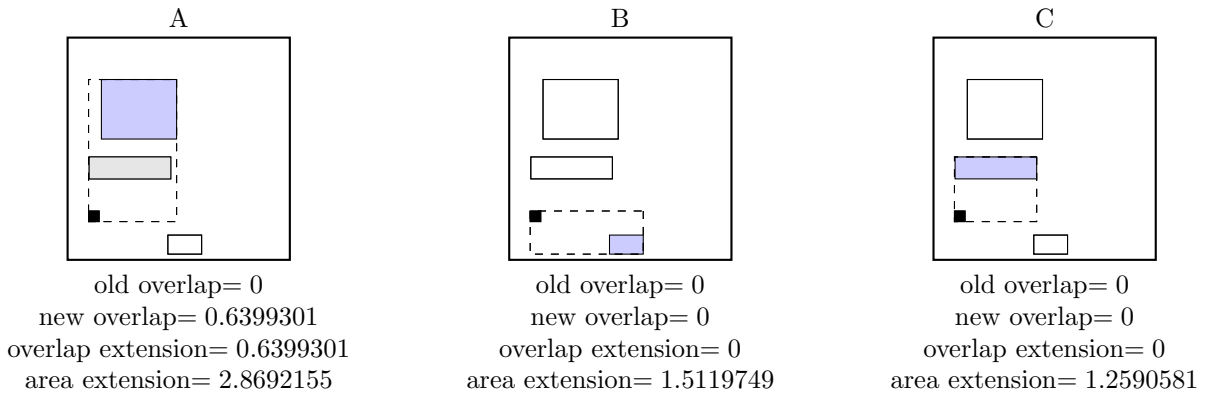 A
old overlap= 0
new overlap= 0.6399301
overlap extension= 0.6399301
area extension= 2.8692155
B
old overlap= 0
new overlap= 0
overlap extension= 0
area extension= 1.5119749
C
old overlap= 0
new overlap= 0
overlap extension= 0
area extension= 1.2590581